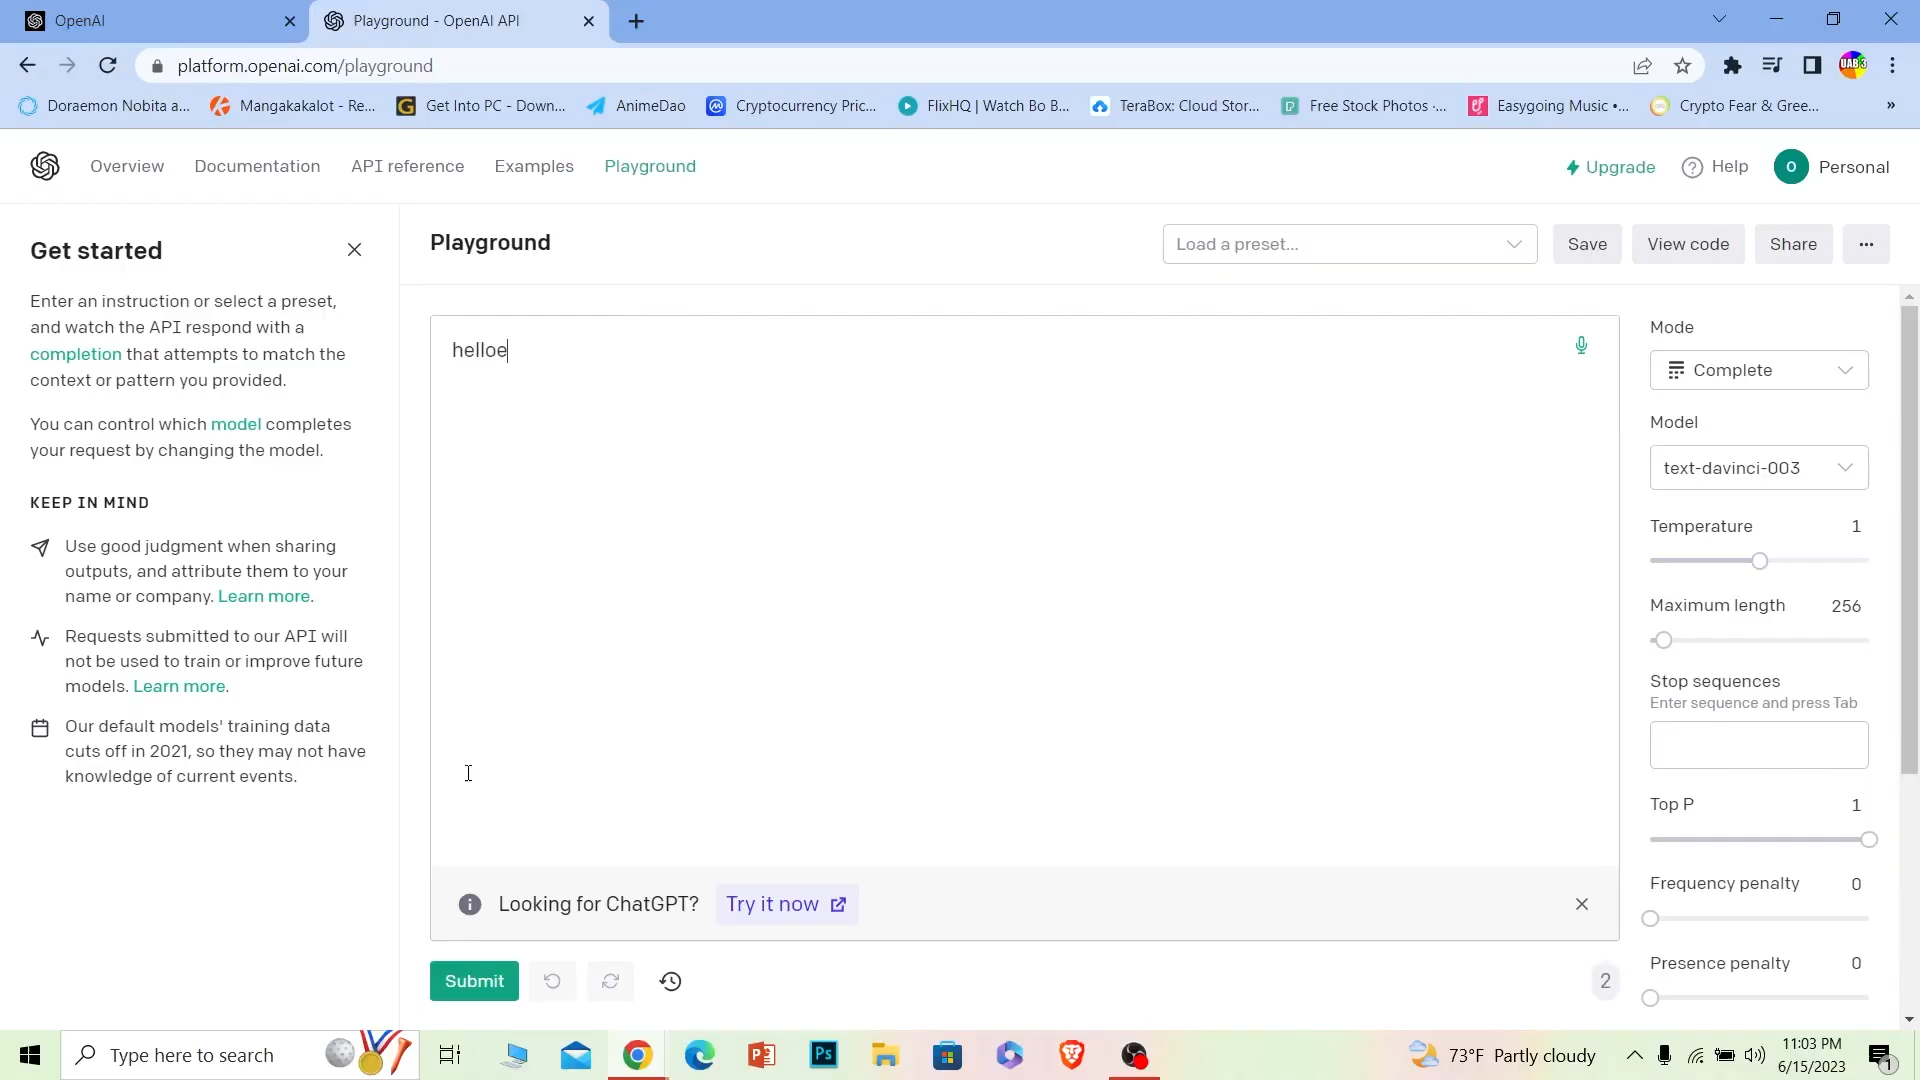 OpenAI
Playground - OpenAI API
platform.openai.com/playground
UAB 3
Doraemon Nobita a...
Mangakakalot - Re...
Get Into PC - Down...
AnimeDao
Cryptocurrency Pric...
FlixHQ | Watch Bo B...
TeraBox: Cloud Stor...
Free Stock Photos ·...
Easygoing Music •...
Crypto Fear & Gree...
»
Overview
Documentation
API reference
Examples
Playground
Upgrade
Help
O
Personal
Get started
Enter an instruction or select a preset,
and watch the API respond with a
completion that attempts to match the
context or pattern you provided.
You can control which model completes
your request by changing the model.
KEEP IN MIND
Use good judgment when sharing
outputs, and attribute them to your
name or company. Learn more.
Requests submitted to our API will
not be used to train or improve future
models. Learn more.
Our default models' training data
cuts off in 2021, so they may not have
knowledge of current events.
Playground
Load a preset...
Save
View code
Share
...
helloe
Looking for ChatGPT?
Try it now
Submit
2
Mode
Complete
Model
text-davinci-003
Temperature 1
Maximum length 256
Stop sequences
Enter sequence and press Tab
Top P 1
Frequency penalty 0
Presence penalty 0
Type here to search
73°F Partly cloudy
11:03 PM
6/15/2023
1